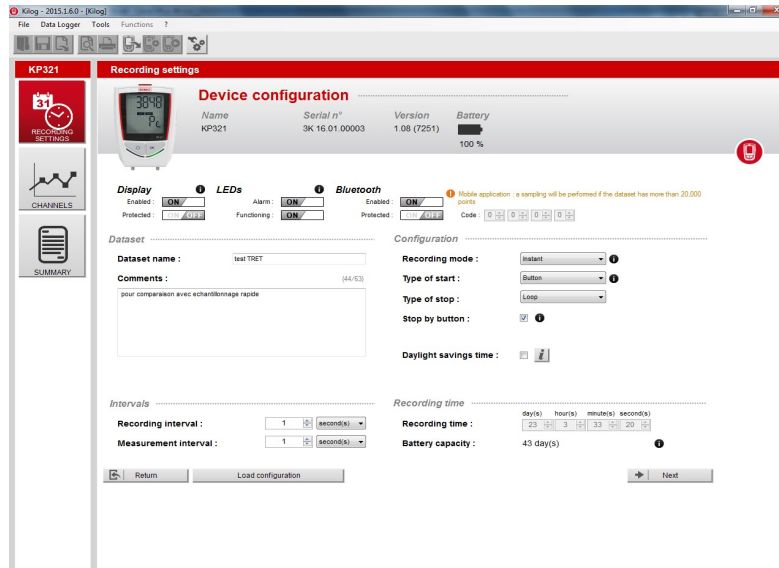 Kilog - 2015.1.6.0 - [Kilog]
File Data Logger Tools Functions ?
KP321
Recording settings
31
RECORDING
SETTINGS
CHANNELS
SUMMARY
Device configuration
Name Serial n° Version Battery
KP321 3K 16.01.00003 1.08 (7251)
100 %
Display LEDs Bluetooth
Enabled : ON Alarm : ON Enabled : ON
Mobile application : a sampling will be performed if the dataset has more than 20,000 points
Protected : ON OFF Functioning : ON Protected : ON OFF Code : 0 0 0 0
Dataset
Dataset name : test TRET
Comments : (44/63)
pour comparaison avec echantillonnage rapide
Configuration
Recording mode : Instant
Type of start : Button
Type of stop : Loop
Stop by button :
Daylight savings time :
Intervals
Recording interval : 1 second(s)
Measurement interval : 1 second(s)
Recording time
day(s) hour(s) minute(s) second(s)
Recording time : 23 3 33 20
Battery capacity : 43 day(s)
Return Load configuration Next